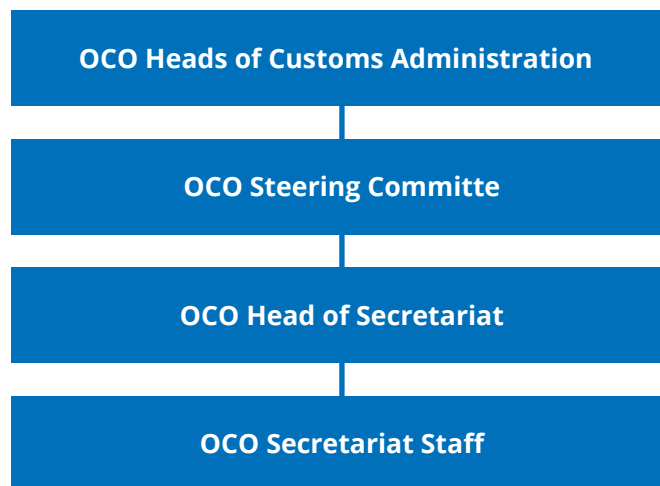 OCO Heads of Customs Administration
OCO Steering Committe
OCO Head of Secretariat
OCO Secretariat Staff